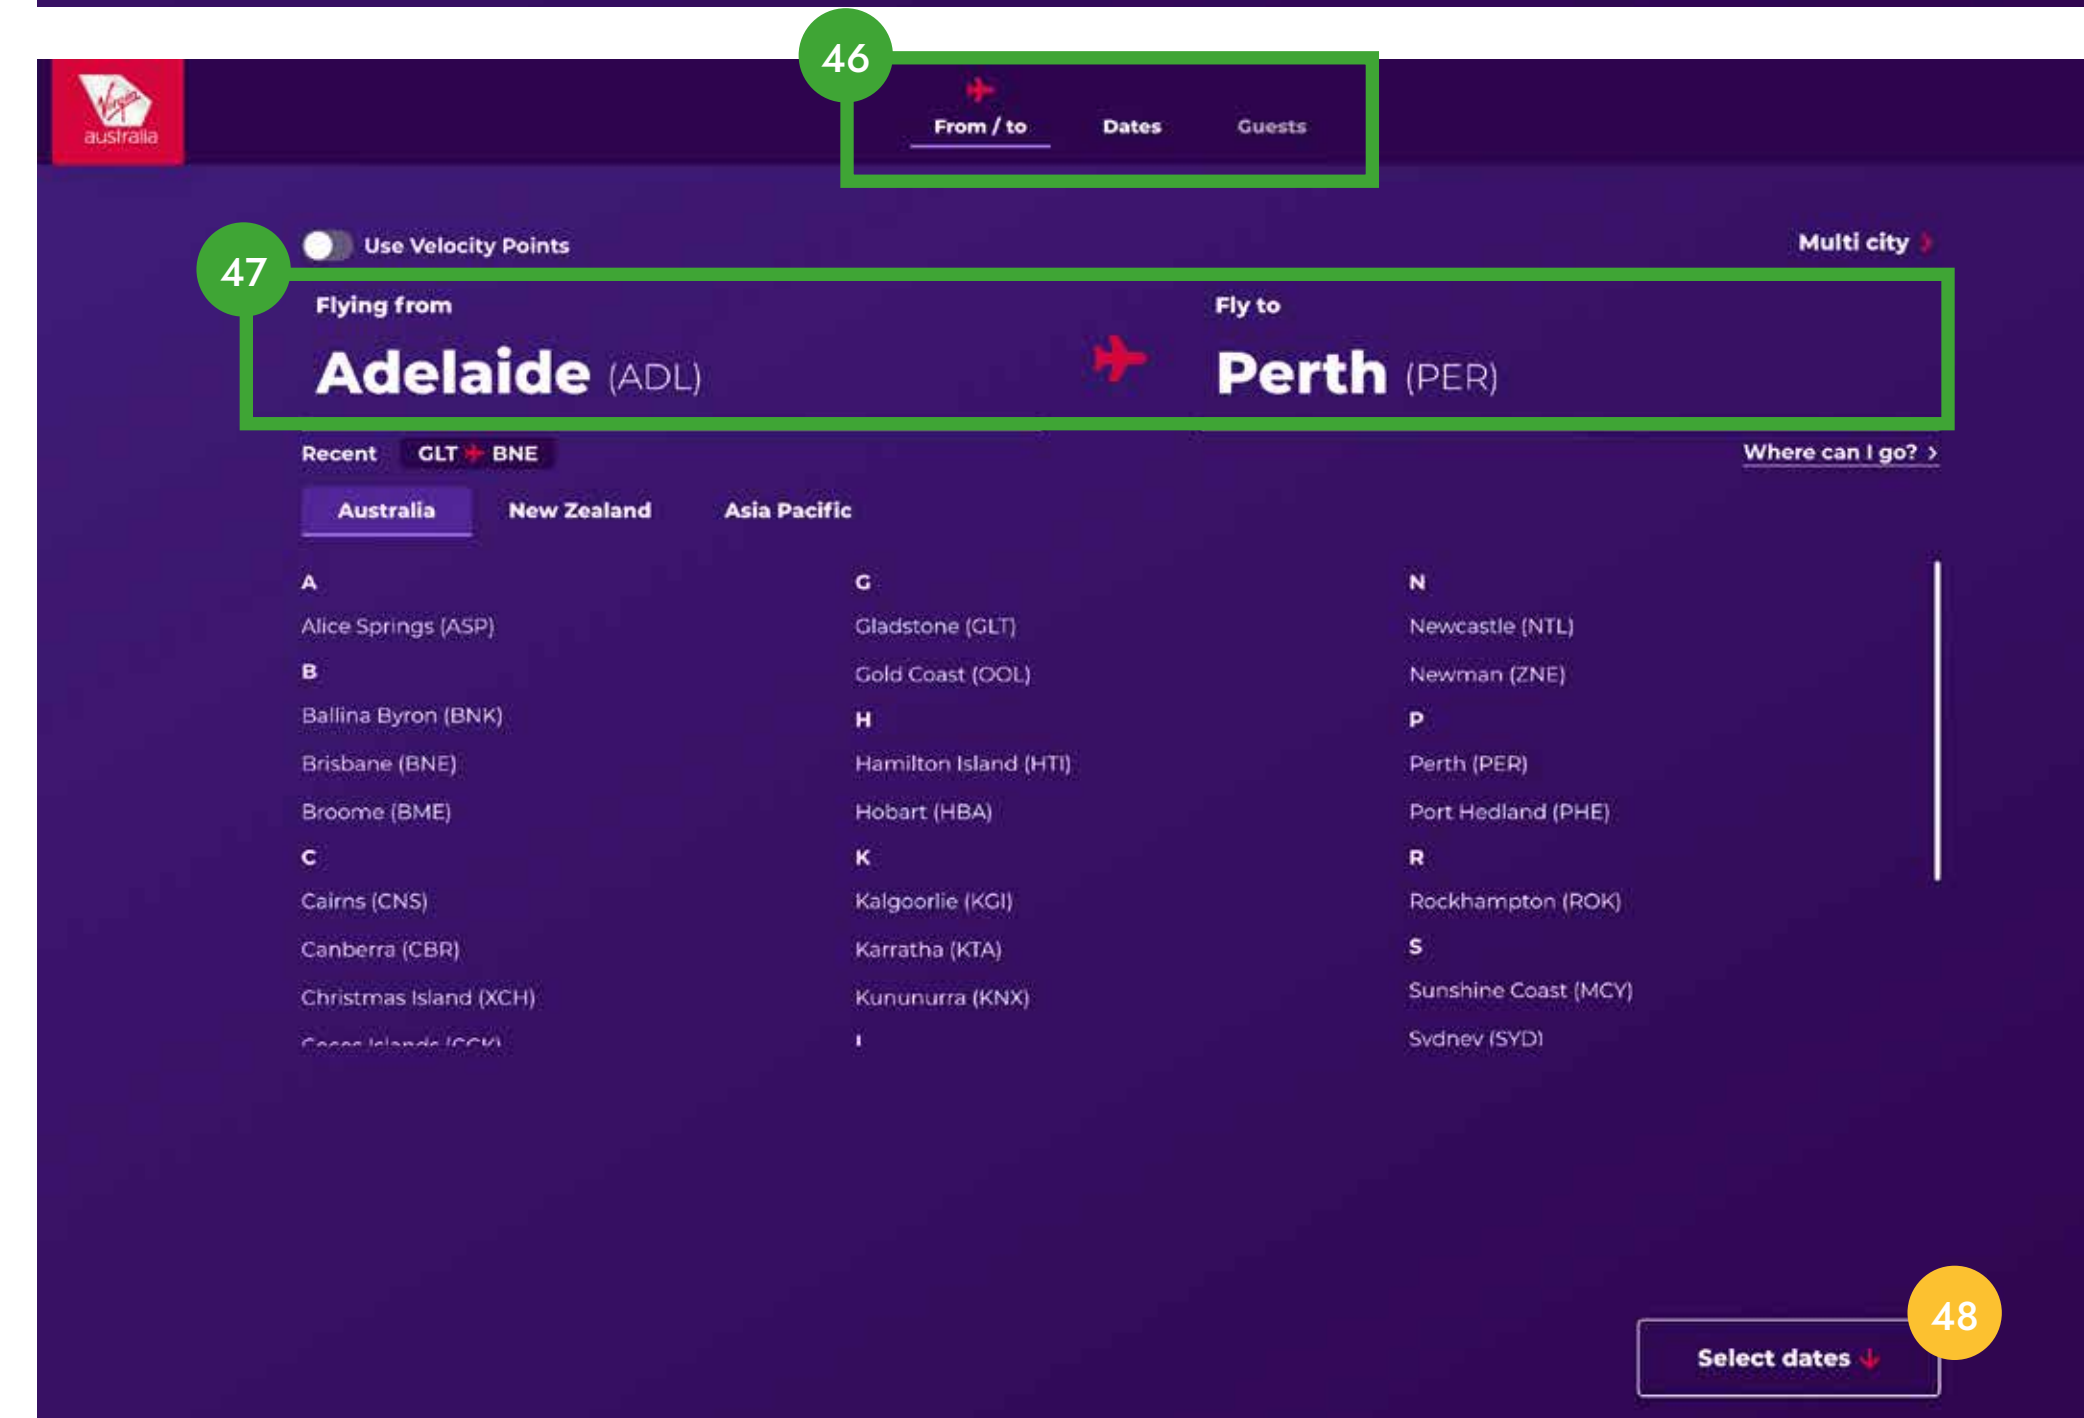 46
Virgin
australia
From / to
Dates
Guests
47
Use Velocity Points
Multi city
Flying from
Adelaide (ADL)
Fly to
Perth (PER)
Recent
GLT BNE
Where can I go? >
Australia
New Zealand
Asia Pacific
A
Alice Springs (ASP)
B
Ballina Byron (BNK)
Brisbane (BNE)
Broome (BME)
C
Cairns (CNS)
Canberra (CBR)
Christmas Island (XCH)
Cocos Islands (CCK)
G
Gladstone (GLT)
Gold Coast (OOL)
H
Hamilton Island (HTI)
Hobart (HBA)
K
Kalgoorlie (KGI)
Karratha (KTA)
Kununurra (KNX)
N
Newcastle (NTL)
Newman (ZNE)
P
Perth (PER)
Port Hedland (PHE)
R
Rockhampton (ROK)
S
Sunshine Coast (MCY)
Sydney (SYD)
48
Select dates